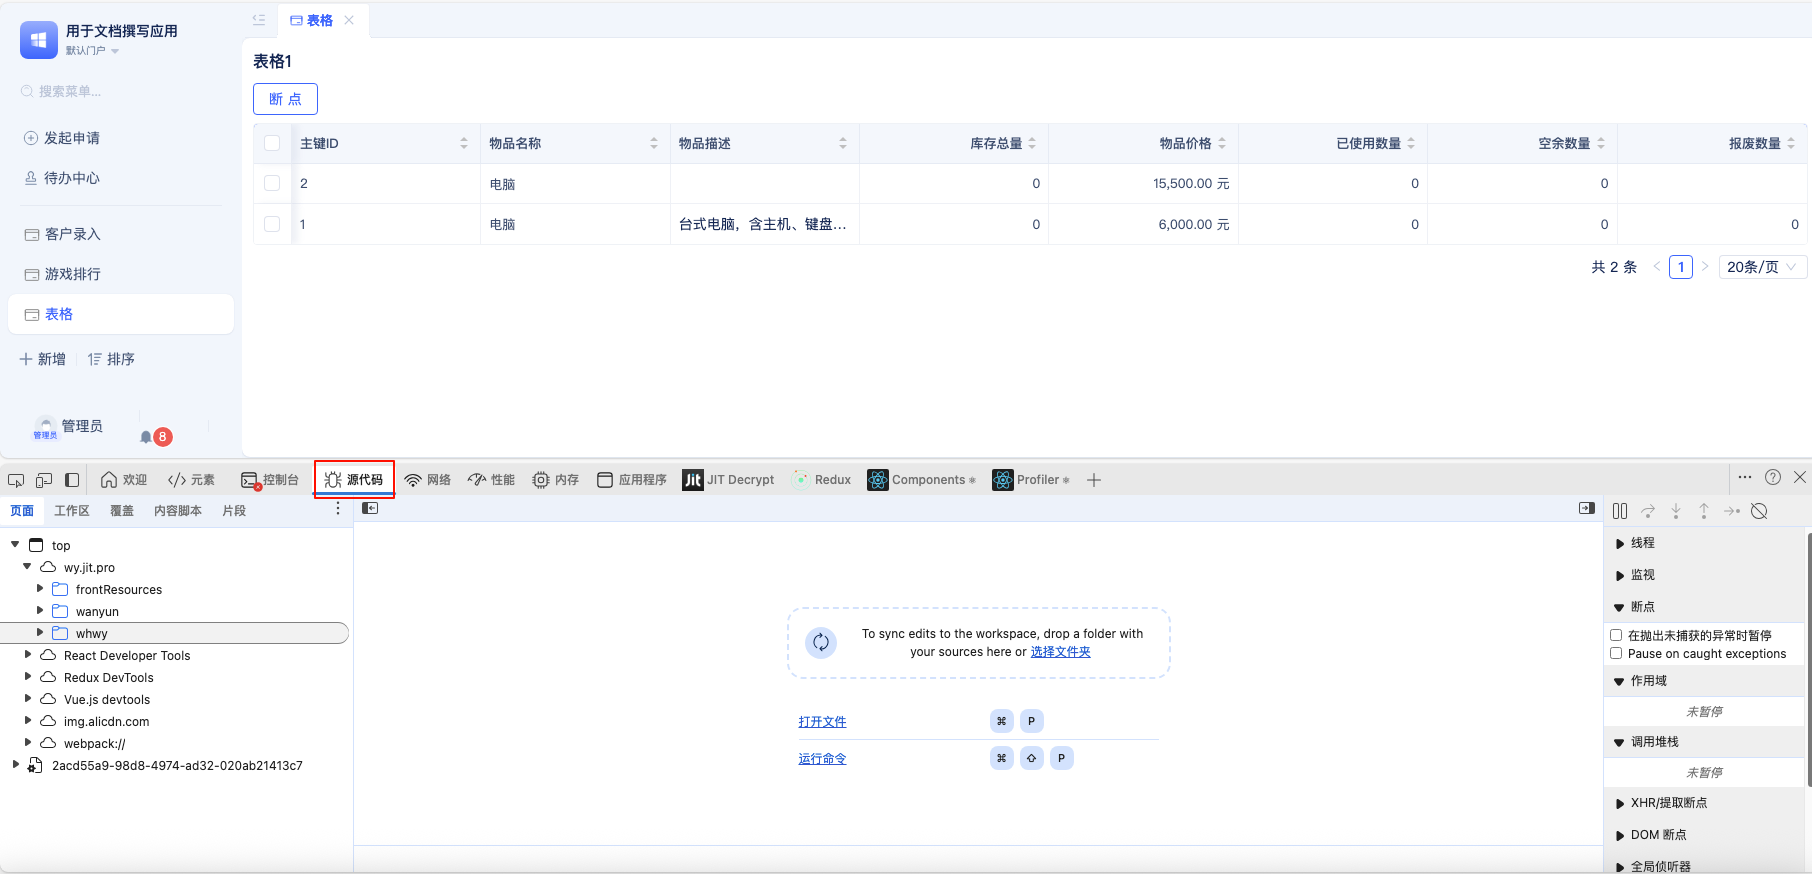 用于文档撰写应用
默认门户
搜索菜单...
发起申请
待办中心
客户录入
游戏排行
表格
新增 排序
管理员
管理员
8
表格
表格1
断 点
主键ID 物品名称 物品描述 库存总量 物品价格 已使用数量 空余数量 报废数量
2 电脑 0 15,500.00 元 0 0
1 电脑 台式电脑，含主机、键盘... 0 6,000.00 元 0 0 0
共 2 条 1 20条/页
欢迎 元素 控制台 源代码 网络 性能 内存 应用程序 Jit JIT Decrypt Redux Components Profiler
页面 工作区 覆盖 内容脚本 片段
top
wy.jit.pro
frontResources
wanyun
whwy
React Developer Tools
Redux DevTools
Vue.js devtools
img.alicdn.com
webpack://
2acd55a9-98d8-4974-ad32-020ab21413c7
To sync edits to the workspace, drop a folder with
your sources here or 选择文件夹
打开文件 ⌘ P
运行命令 ⌘ ⇧ P
线程
监视
断点
在抛出未捕获的异常时暂停
Pause on caught exceptions
作用域
未暂停
调用堆栈
未暂停
XHR/提取断点
DOM 断点
全局侦听器